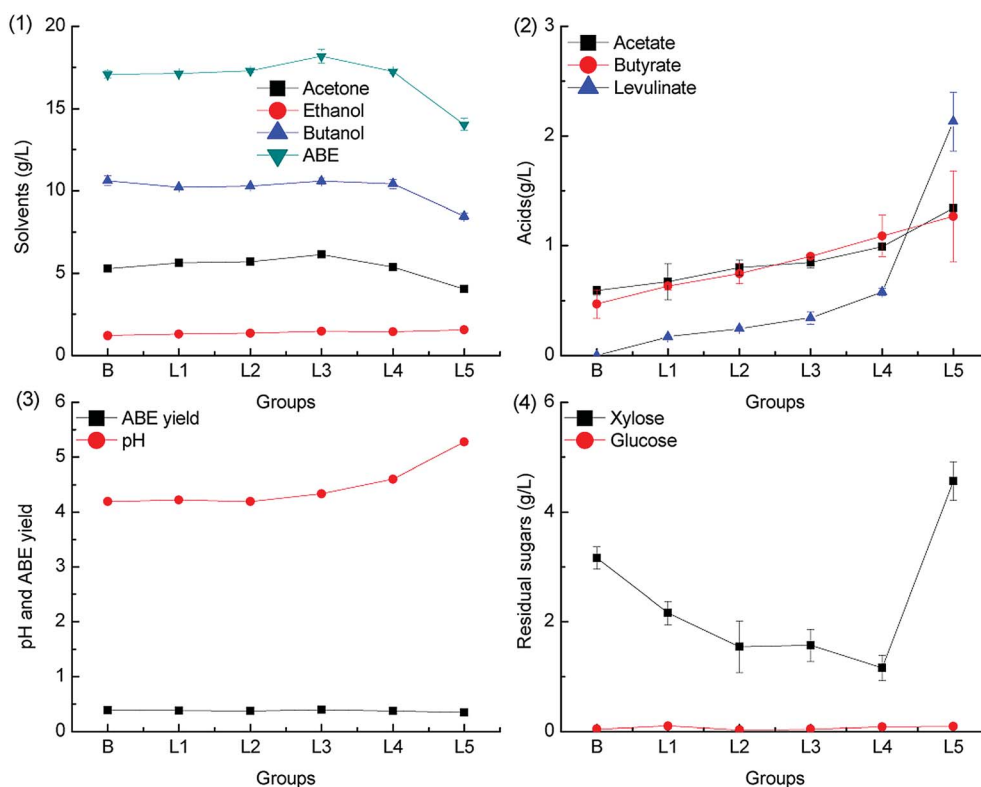 (1)
20
15
10
5
0
Solvents (g/L)
Acetone
Ethanol
Butanol
ABE
B L1 L2 L3 L4 L5
Groups
(2)
3
2
1
0
Acids(g/L)
Acetate
Butyrate
Levulinate
B L1 L2 L3 L4 L5
Groups
(3)
6
5
4
3
2
1
0
pH and ABE yield
ABE yield
pH
B L1 L2 L3 L4 L5
Groups
(4)
6
4
2
0
Residual sugars (g/L)
Xylose
Glucose
B L1 L2 L3 L4 L5
Groups